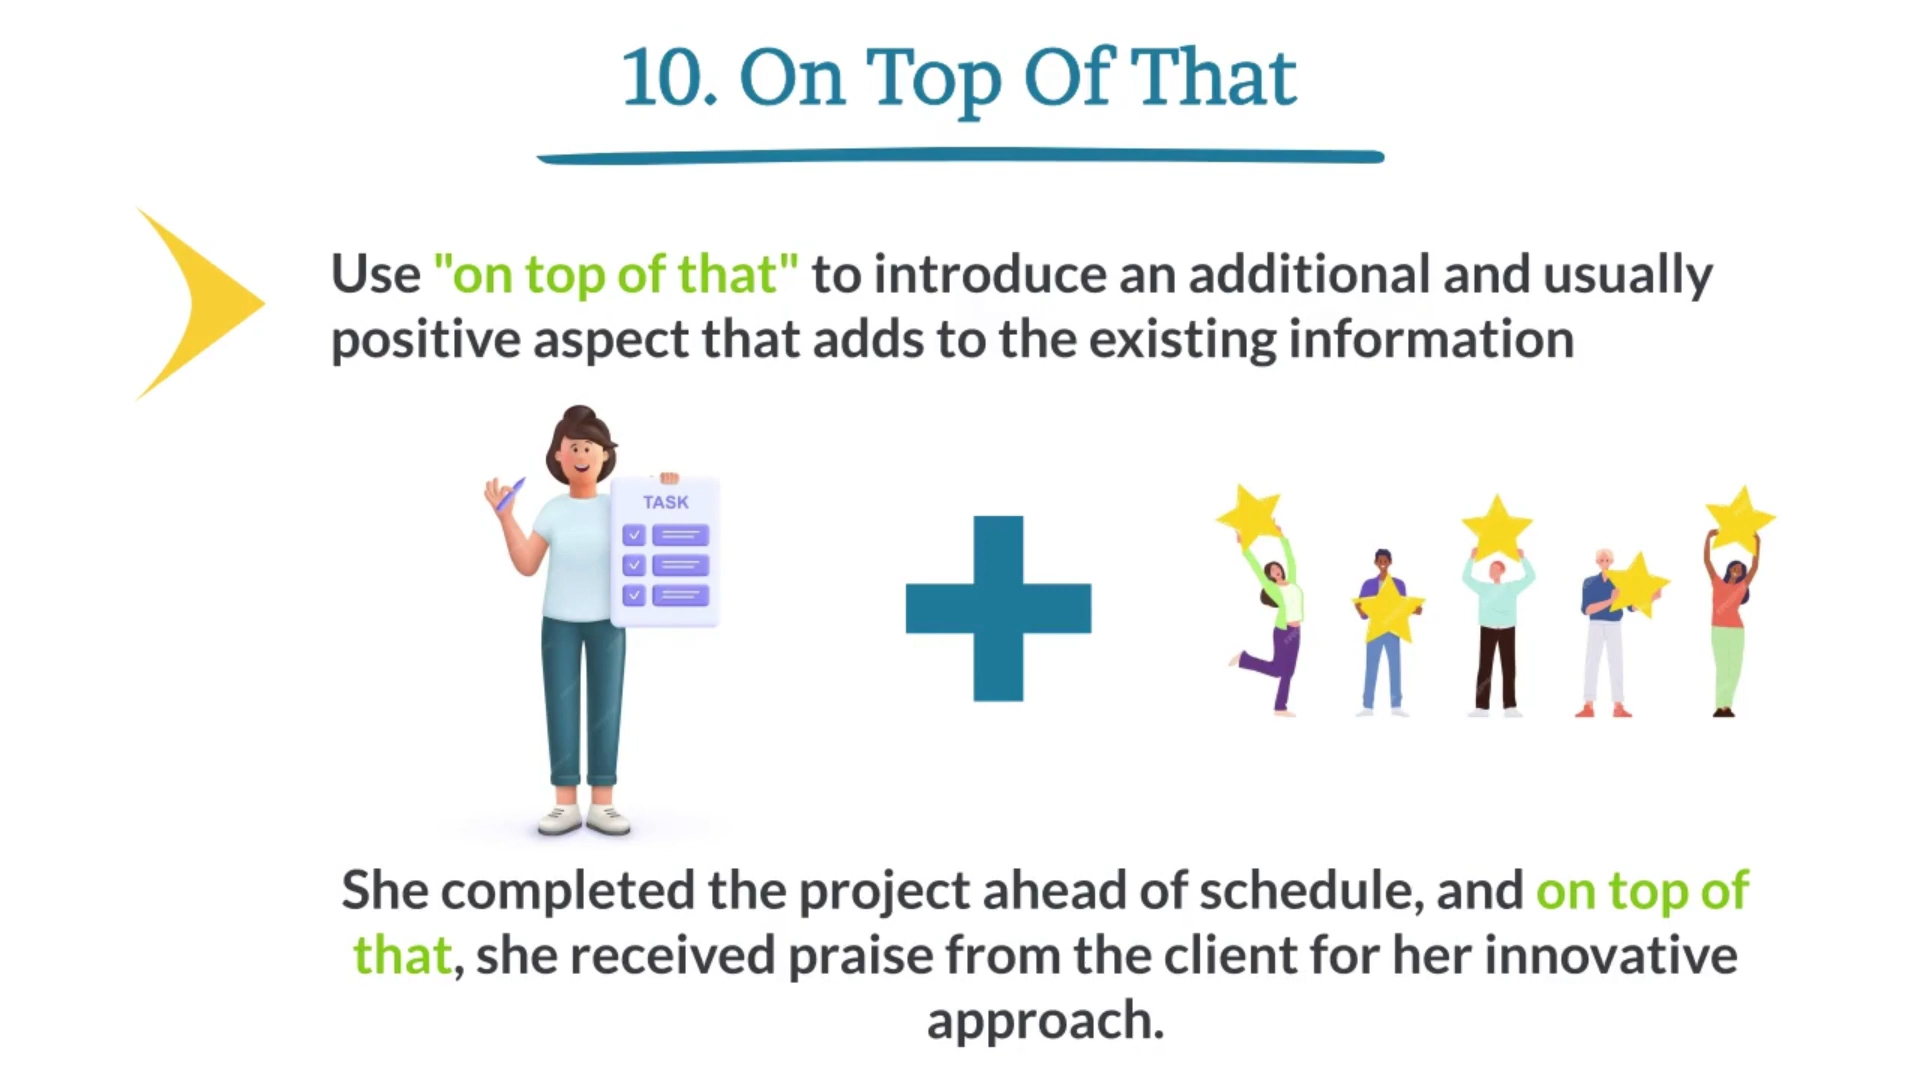 10. On Top Of That
Use "on top of that" to introduce an additional and usually
positive aspect that adds to the existing information
TASK
She completed the project ahead of schedule, and on top of
that, she received praise from the client for her innovative
approach.